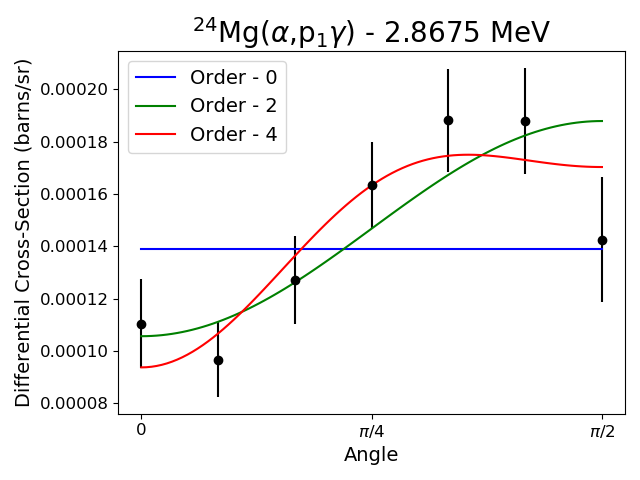 ²⁴Mg(α,p₁γ) - 2.8675 MeV
Order - 0
Order - 2
Order - 4
Differential Cross-Section (barns/sr)
0.00020
0.00018
0.00016
0.00014
0.00012
0.00010
0.00008
0 π/4 π/2
Angle